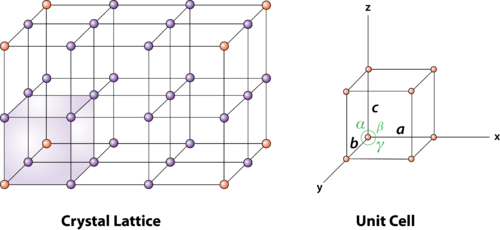 z
c
α
β
a
x
b
γ
y
Crystal Lattice
Unit Cell